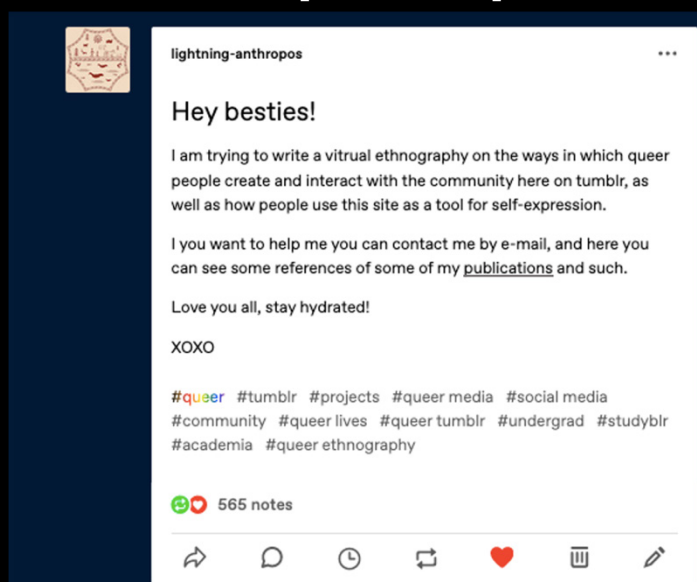 lightning-anthropos
Hey besties!
I am trying to write a vitrual ethnography on the ways in which queer
people create and interact with the community here on tumblr, as
well as how people use this site as a tool for self-expression.
I you want to help me you can contact me by e-mail, and here you
can see some references of some of my publications and such.
Love you all, stay hydrated!
XOXO
#queer #tumblr #projects #queer media #social media
#community #queer lives #queer tumblr #undergrad #studyblr
#academia #queer ethnography
565 notes